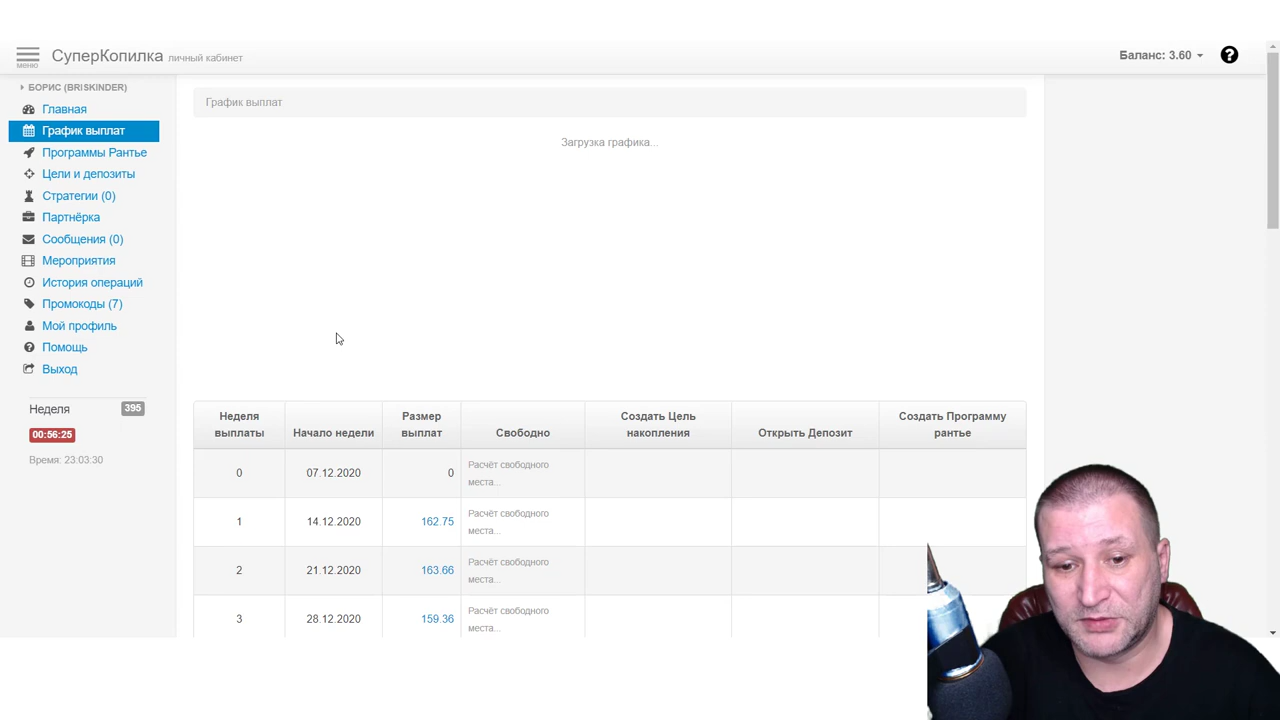 меню
СуперКопилка личный кабинет
Баланс: 3.60
БОРИС (BRISKINDER)
Главная
График выплат
Программы Рантье
Цели и депозиты
Стратегии (0)
Партнёрка
Сообщения (0)
Мероприятия
История операций
Промокоды (7)
Мой профиль
Помощь
Выход
Неделя 395
00:56:25
Время: 23:03:30
График выплат
Загрузка графика...
Неделя выплаты Начало недели Размер выплат Свободно Создать Цель накопления Открыть Депозит Создать Программу рантье
0 07.12.2020 0 Расчёт свободного места...
1 14.12.2020 162.75 Расчёт свободного места...
2 21.12.2020 163.66 Расчёт свободного места...
3 28.12.2020 159.36 Расчёт свободного места...